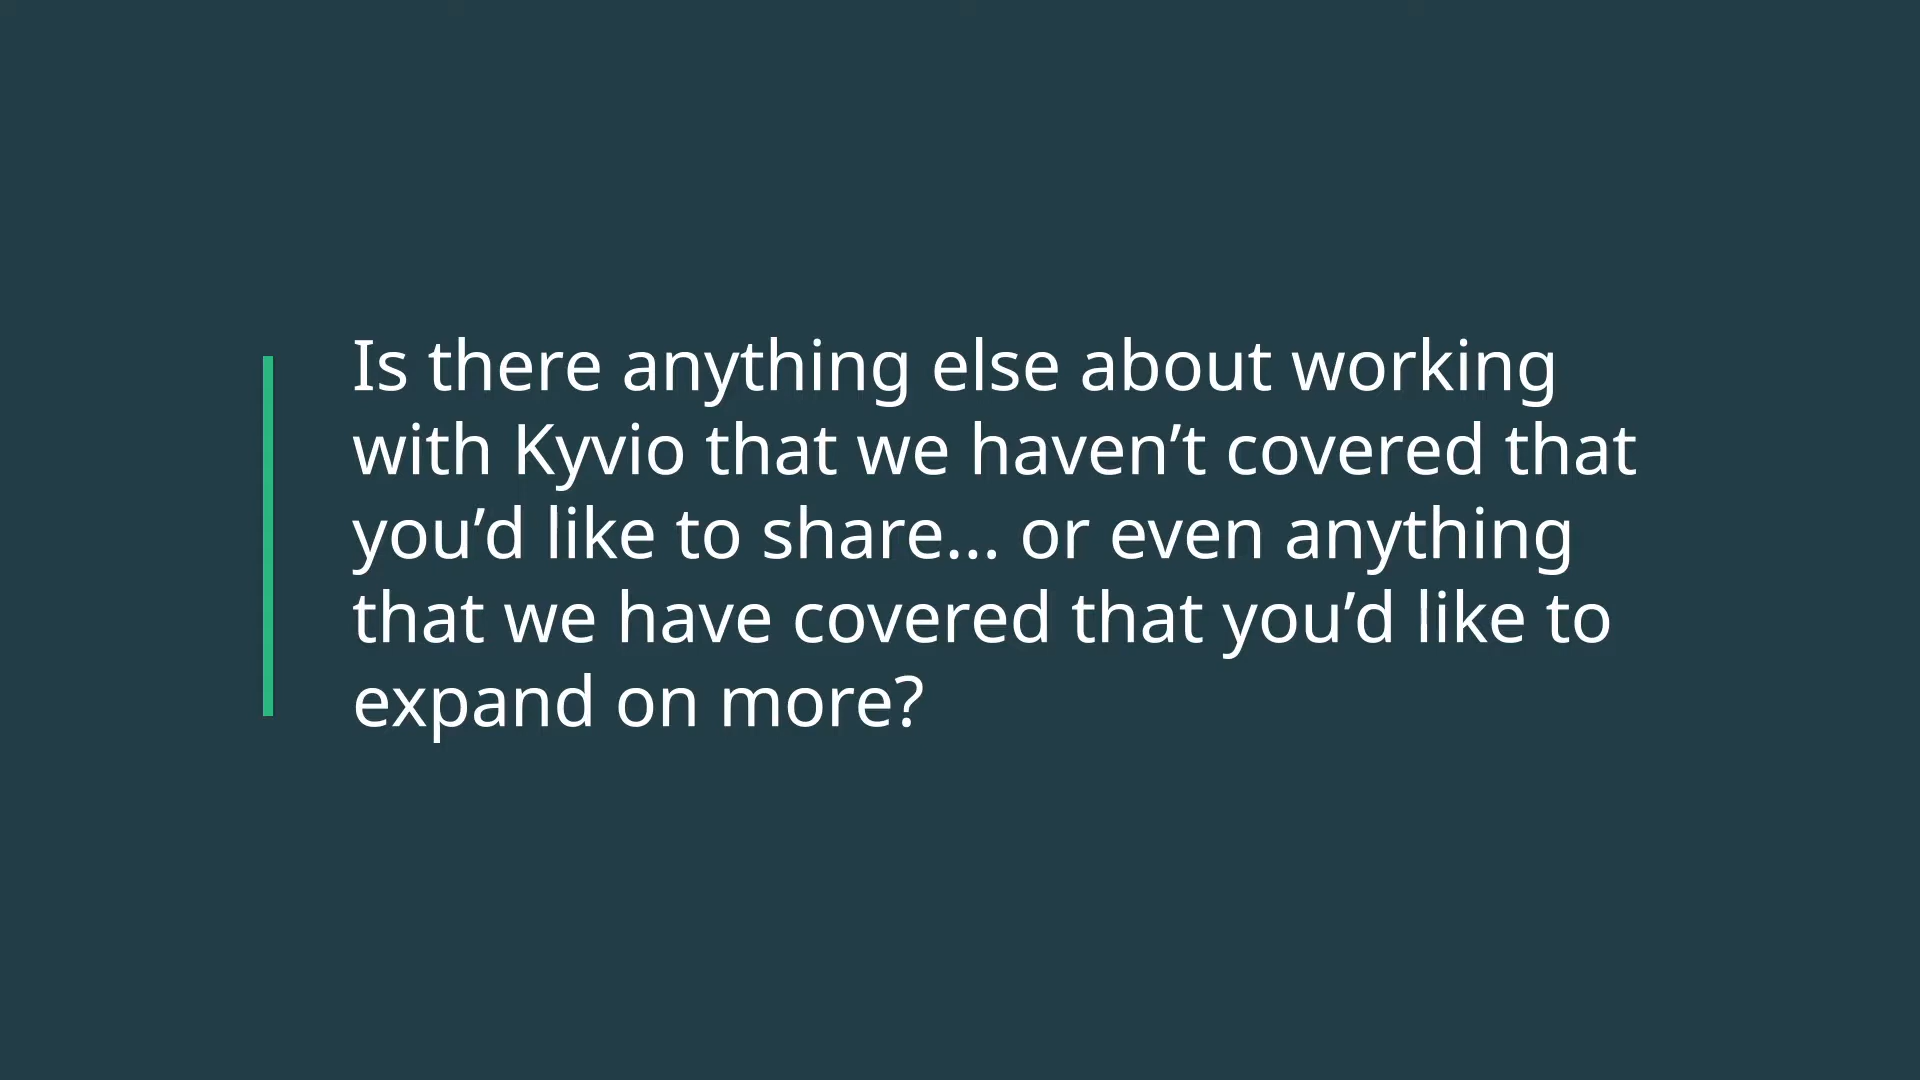 Is there anything else about working
with Kyvio that we haven’t covered that
you’d like to share... or even anything
that we have covered that you’d like to
expand on more?